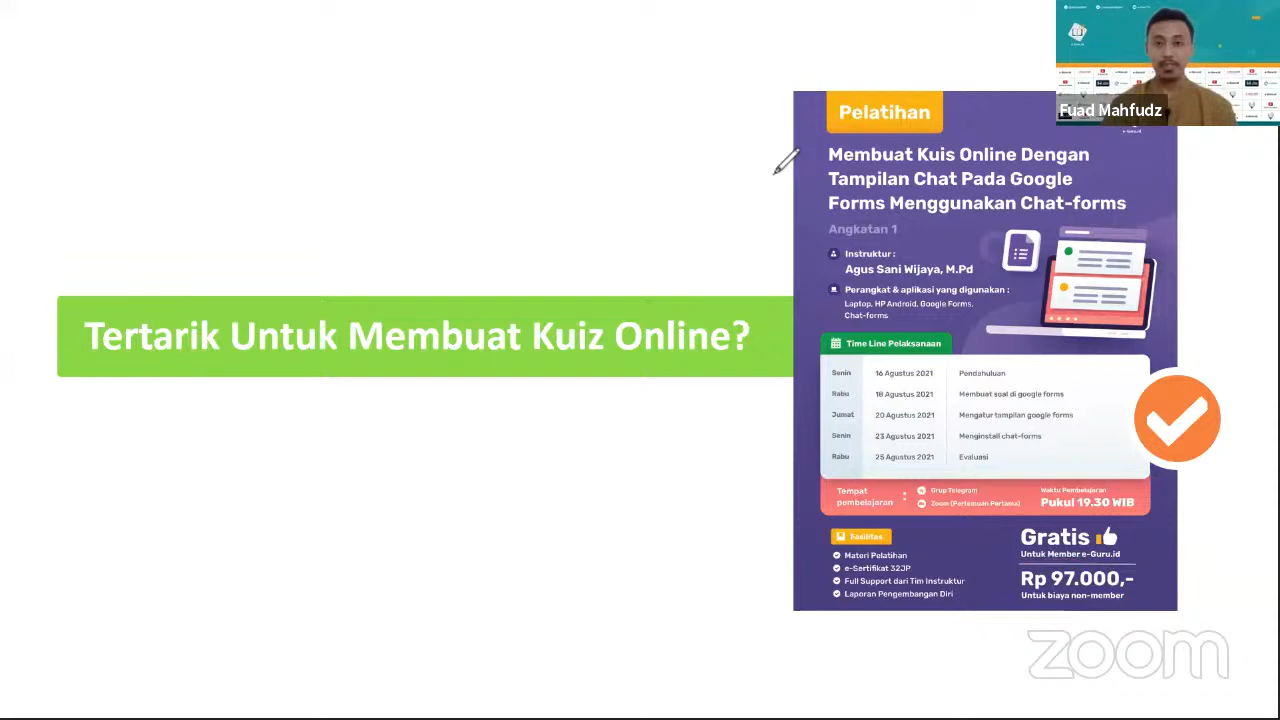 Fuad Mahfudz
e-Guru.id
Pelatihan
Membuat Kuis Online Dengan
Tampilan Chat Pada Google
Forms Menggunakan Chat-forms
Angkatan 1
Instruktur :
Agus Sani Wijaya, M.Pd
Perangkat & aplikasi yang digunakan :
Laptop, HP Android, Google Forms,
Chat-forms
Tertarik Untuk Membuat Kuiz Online?
Time Line Pelaksanaan
Senin 16 Agustus 2021 Pendahuluan
Rabu 18 Agustus 2021 Membuat soal di google forms
Jumat 20 Agustus 2021 Mengatur tampilan google forms
Senin 23 Agustus 2021 Menginstall chat-forms
Rabu 25 Agustus 2021 Evaluasi
Tempat
pembelajaran :
Grup Telegram
Zoom (Pertemuan Pertama)
Waktu Pembelajaran
Pukul 19.30 WIB
Fasilitas
Materi Pelatihan
e-Sertifikat 32JP
Full Support dari Tim Instruktur
Laporan Pengembangan Diri
Gratis
Untuk Member e-Guru.id
Rp 97.000,-
Untuk biaya non-member
zoom